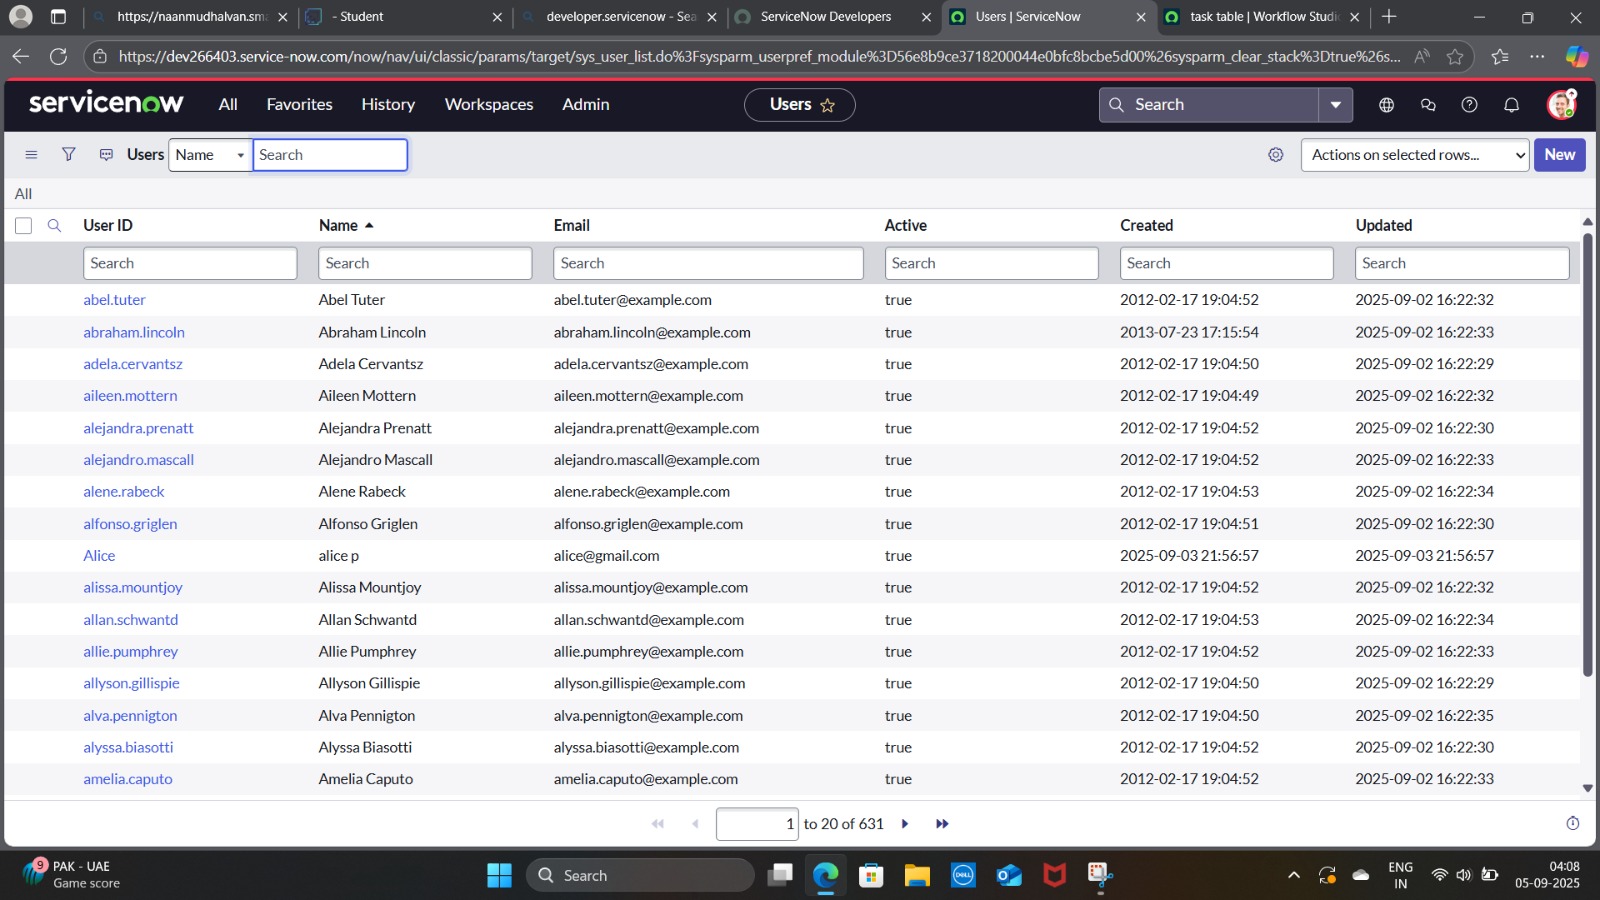 https://naanmudhalvan.sma
- Student
developer.servicenow - Sea
ServiceNow Developers
Users | ServiceNow
task table | Workflow Studi
https://dev266403.service-now.com/now/nav/ui/classic/params/target/sys_user_list.do%3Fsysparm_userpref_module%3D56e8b9ce3718200044e0bfc8bcbe5d00%26sysparm_clear_stack%3Dtrue%26s...
servicenow All Favorites History Workspaces Admin Users Search
Users Name Search Actions on selected rows... New
All
User ID Name Email Active Created Updated
Search Search Search Search Search Search
abel.tuter Abel Tuter abel.tuter@example.com true 2012-02-17 19:04:52 2025-09-02 16:22:32
abraham.lincoln Abraham Lincoln abraham.lincoln@example.com true 2013-07-23 17:15:54 2025-09-02 16:22:33
adela.cervantsz Adela Cervantsz adela.cervantsz@example.com true 2012-02-17 19:04:50 2025-09-02 16:22:29
aileen.mottern Aileen Mottern aileen.mottern@example.com true 2012-02-17 19:04:49 2025-09-02 16:22:32
alejandra.prenatt Alejandra Prenatt alejandra.prenatt@example.com true 2012-02-17 19:04:52 2025-09-02 16:22:30
alejandro.mascall Alejandro Mascall alejandro.mascall@example.com true 2012-02-17 19:04:52 2025-09-02 16:22:33
alene.rabeck Alene Rabeck alene.rabeck@example.com true 2012-02-17 19:04:53 2025-09-02 16:22:34
alfonso.griglen Alfonso Griglen alfonso.griglen@example.com true 2012-02-17 19:04:51 2025-09-02 16:22:30
Alice alice p alice@gmail.com true 2025-09-03 21:56:57 2025-09-03 21:56:57
alissa.mountjoy Alissa Mountjoy alissa.mountjoy@example.com true 2012-02-17 19:04:52 2025-09-02 16:22:32
allan.schwantd Allan Schwantd allan.schwantd@example.com true 2012-02-17 19:04:53 2025-09-02 16:22:34
allie.pumphrey Allie Pumphrey allie.pumphrey@example.com true 2012-02-17 19:04:52 2025-09-02 16:22:33
allyson.gillispie Allyson Gillispie allyson.gillispie@example.com true 2012-02-17 19:04:50 2025-09-02 16:22:29
alva.pennigton Alva Pennigton alva.pennigton@example.com true 2012-02-17 19:04:50 2025-09-02 16:22:35
alyssa.biasotti Alyssa Biasotti alyssa.biasotti@example.com true 2012-02-17 19:04:52 2025-09-02 16:22:30
amelia.caputo Amelia Caputo amelia.caputo@example.com true 2012-02-17 19:04:52 2025-09-02 16:22:33
1 to 20 of 631
9 PAK - UAE
Game score
Search
DELL
ENG
IN
04:08
05-09-2025